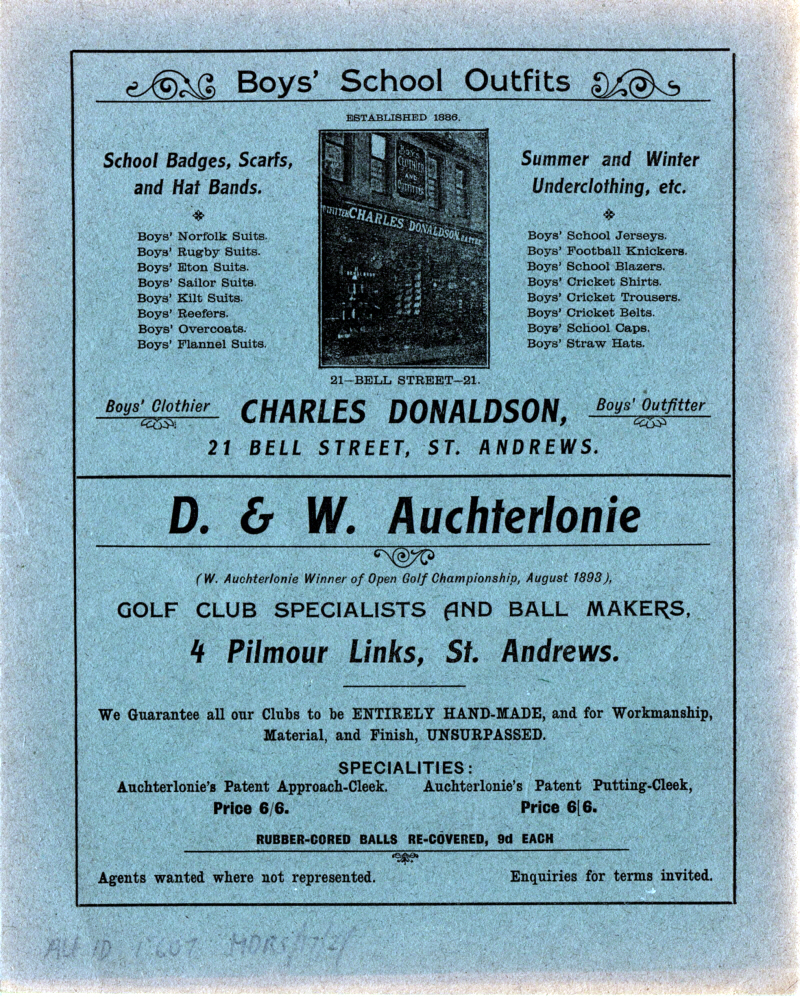 Boys' School Outfits
ESTABLISHED 1886.
School Badges, Scarfs,
and Hat Bands.
Boys' Norfolk Suits.
Boys' Rugby Suits.
Boys' Eton Suits.
Boys' Sailor Suits.
Boys' Kilt Suits.
Boys' Reefers.
Boys' Overcoats.
Boys' Flannel Suits.
CHARLES DONALDSON
Summer and Winter
Underclothing, etc.
Boys' School Jerseys.
Boys' Football Knickers.
Boys' School Blazers.
Boys' Cricket Shirts.
Boys' Cricket Trousers.
Boys' Cricket Belts.
Boys' School Caps.
Boys' Straw Hats.
21—BELL STREET—21.
Boys' Clothier
CHARLES DONALDSON,
Boys' Outfitter
21 BELL STREET, ST. ANDREWS.
D. & W. Auchterlonie
(W. Auchterlonie Winner of Open Golf Championship, August 1893),
GOLF CLUB SPECIALISTS AND BALL MAKERS,
4 Pilmour Links, St. Andrews.
We Guarantee all our Clubs to be ENTIRELY HAND-MADE, and for Workmanship,
Material, and Finish, UNSURPASSED.
SPECIALITIES:
Auchterlonie's Patent Approach-Cleek. Auchterlonie's Patent Putting-Cleek,
Price 6/6. Price 6/6.
RUBBER-CORED BALLS RE-COVERED, 9d EACH
Agents wanted where not represented. Enquiries for terms invited.